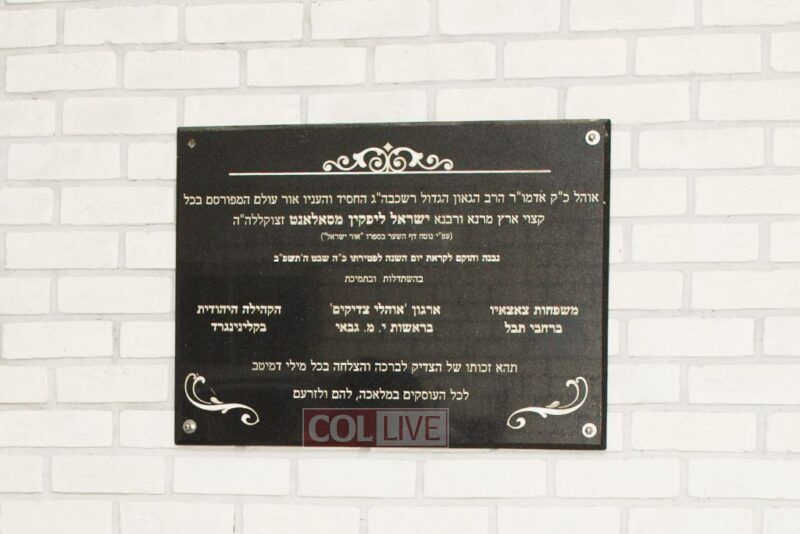 אוהל כ"ק אדמו"ר הרב הגאון הגדול רשכבה"ג החסיד והעניו אור עולם המפורסם בכל
קצוי ארץ מרנא ורבנא ישראל ליפקין מסאלאנט זצוקללה"ה
(עפ"י נוסח דף השער בספרו "אור ישראל")
נבנה והוקם לקראת יום השנה לפטירתו כ"ה שבט ה'תשפ"ב
בהשתדלות ובתמיכת
משפחות צאצאיו ארגון 'אוהלי צדיקים' הקהילה היהודית
ברחבי תבל בראשות י. מ. גבאי בקלינינגרד
תהא זכותו של הצדיק לברכה והצלחה בכל מילי דמיטב
לכל העוסקים במלאכה, להם ולזרעם
COL LIVE